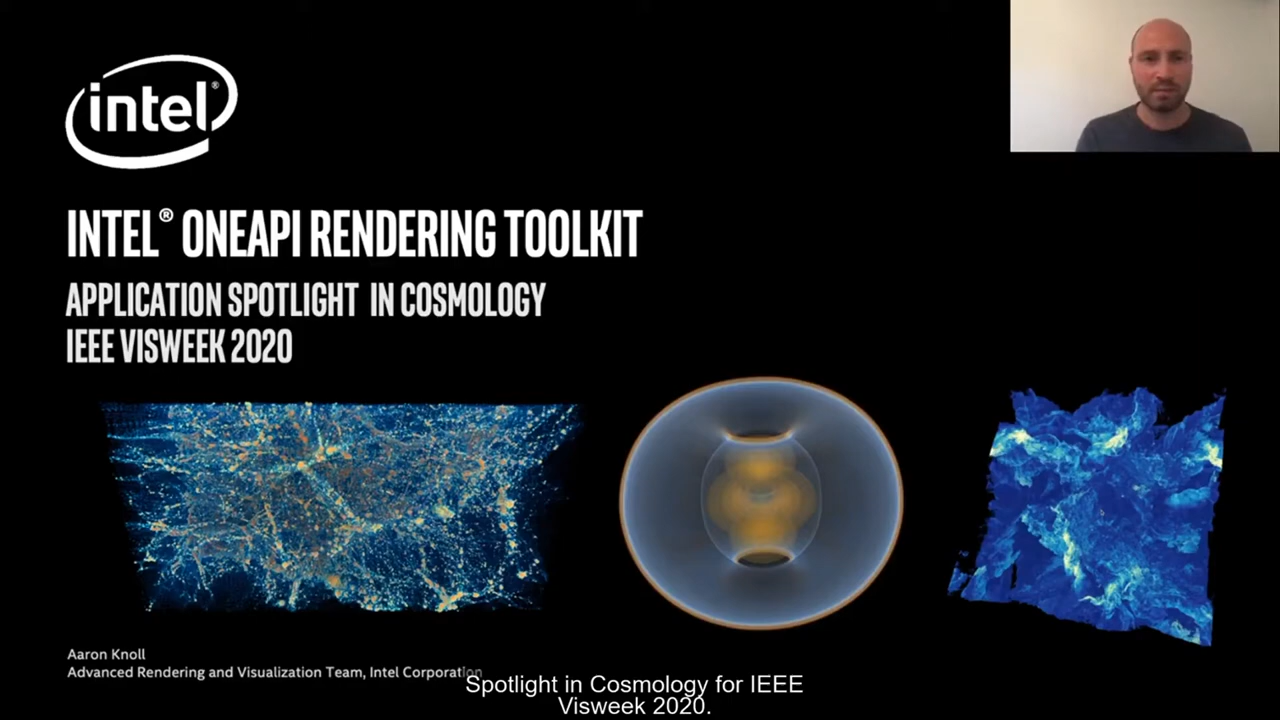 intel®
INTEL® ONEAPI RENDERING TOOLKIT
APPLICATION SPOTLIGHT IN COSMOLOGY
IEEE VISWEEK 2020
Aaron Knoll
Advanced Rendering and Visualization Team, Intel Corporation
Spotlight in Cosmology for IEEE
Visweek 2020.